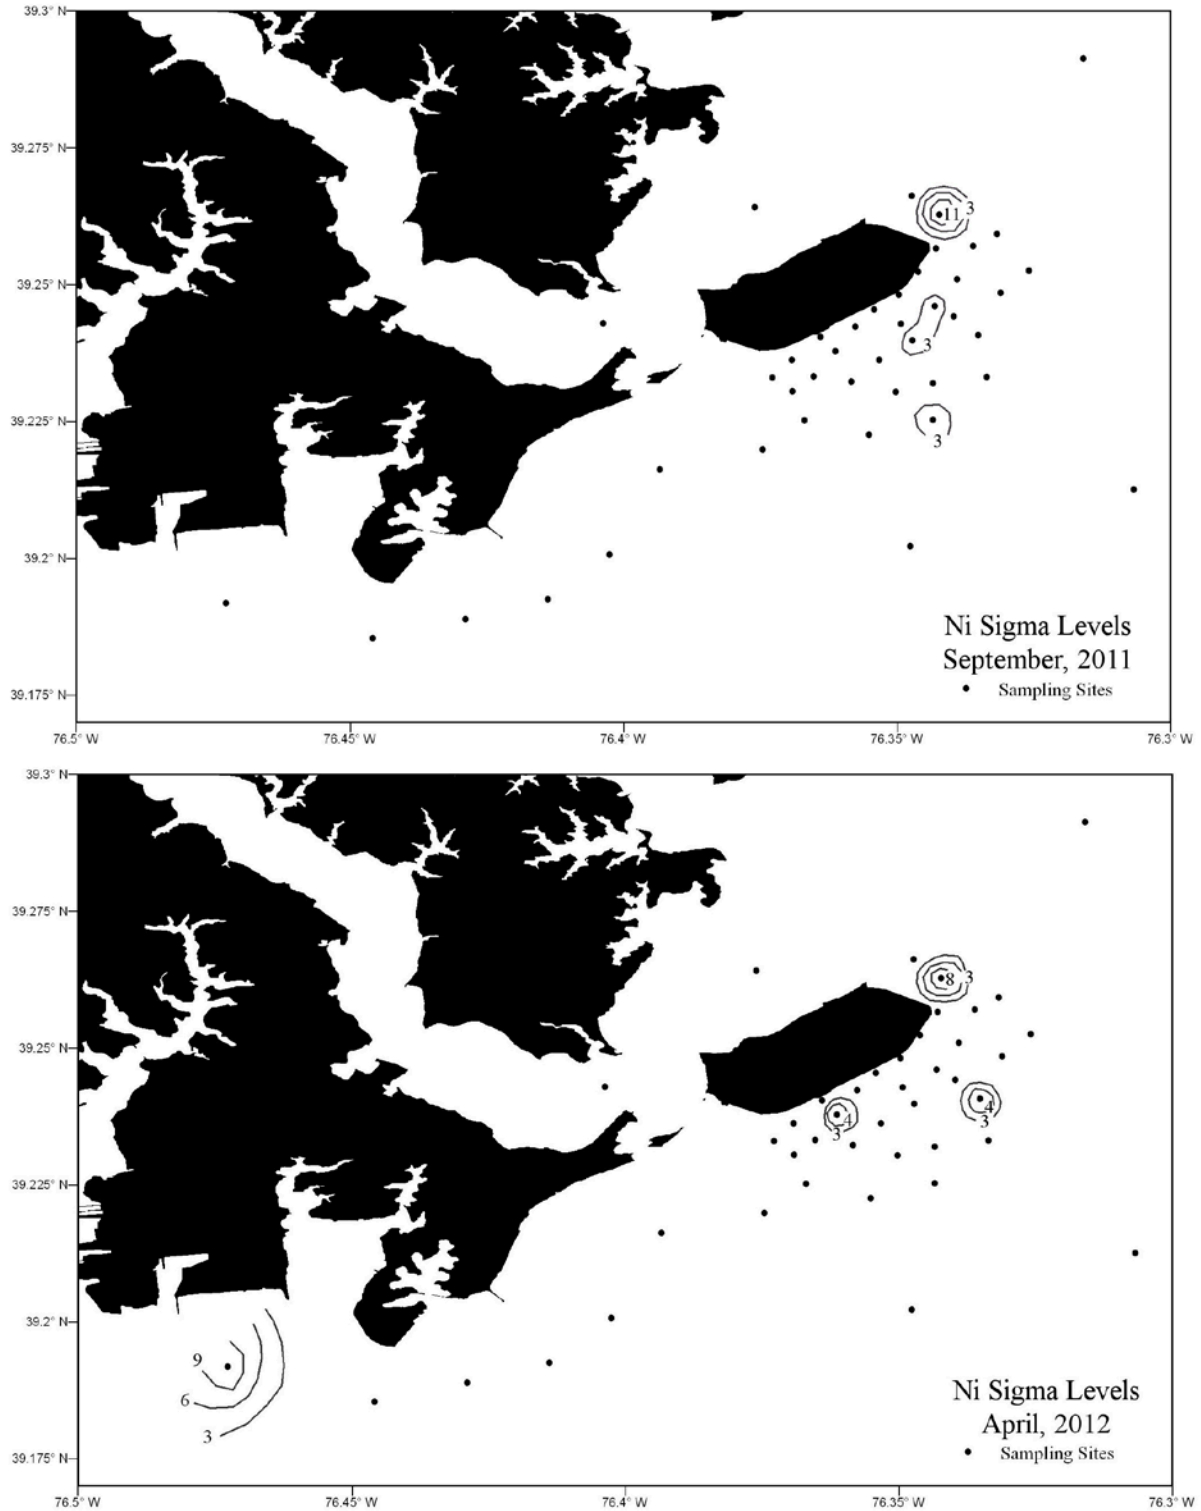 39.3° N
39.275° N
11 3
39.25° N
3
39.225° N
3
39.2° N
Ni Sigma Levels
September, 2011
Sampling Sites
39.175° N
76.5° W 76.45° W 76.4° W 76.35° W 76.3° W
39.3° N
39.275° N
8 3
39.25° N
4 4
3 3
39.225° N
39.2° N
9
6
3
Ni Sigma Levels
April, 2012
Sampling Sites
39.175° N
76.5° W 76.45° W 76.4° W 76.35° W 76.3° W